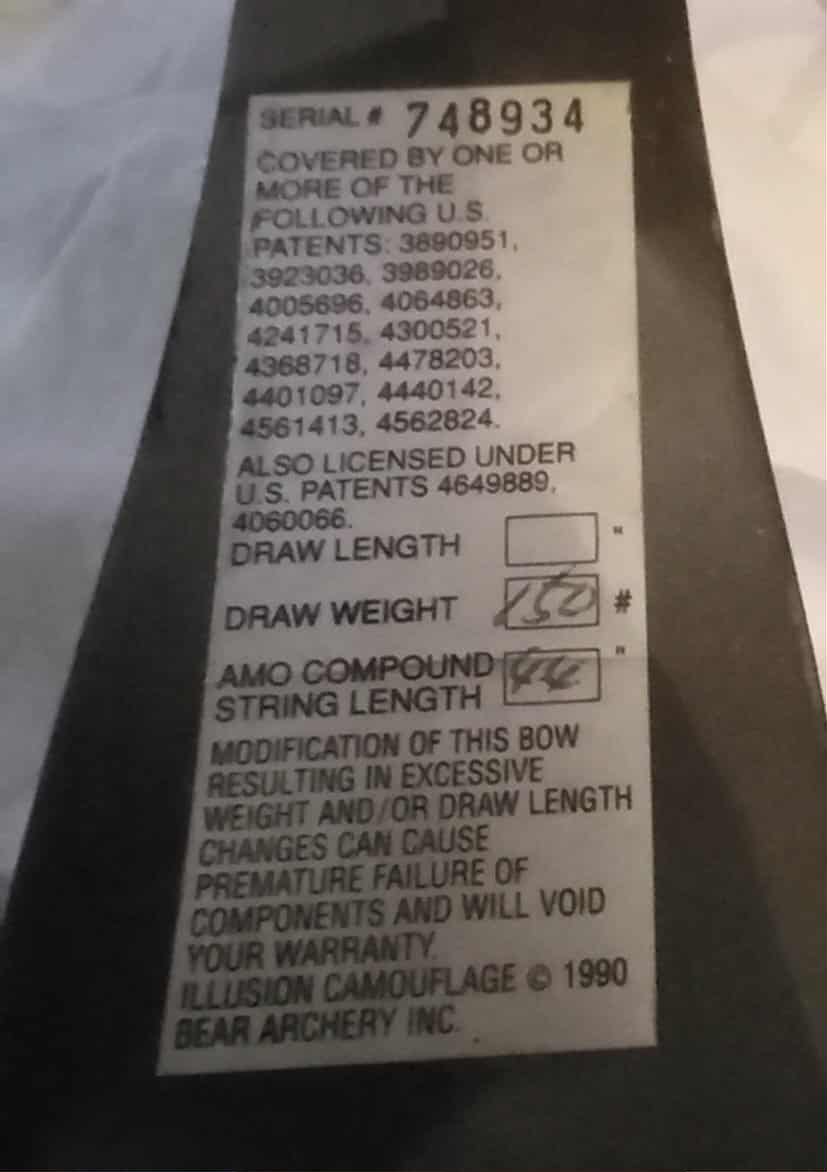 SERIAL # 748934
COVERED BY ONE OR
MORE OF THE
FOLLOWING U.S.
PATENTS: 3890951,
3923036, 3989026,
4005696, 4064863,
4241715, 4300521,
4368718, 4478203,
4401097, 4440142,
4561413, 4562824.
ALSO LICENSED UNDER
U.S. PATENTS 4649889,
4060066.
DRAW LENGTH "
DRAW WEIGHT #
AMO COMPOUND 44 "
STRING LENGTH
MODIFICATION OF THIS BOW
RESULTING IN EXCESSIVE
WEIGHT AND/OR DRAW LENGTH
CHANGES CAN CAUSE
PREMATURE FAILURE OF
COMPONENTS AND WILL VOID
YOUR WARRANTY.
ILLUSION CAMOUFLAGE © 1990
BEAR ARCHERY INC.